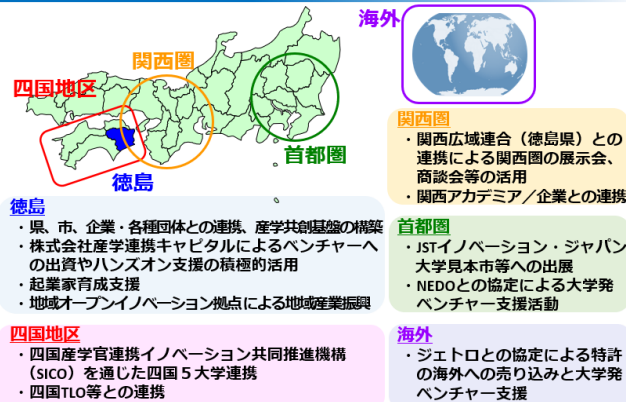 海外
関西圏
四国地区
首都圏
徳島
関西圏
・関西広域連合（徳島県）との
連携による関西圏の展示会、
商談会等の活用
・関西アカデミア／企業との連携
徳島
・県、市、企業・各種団体との連携、産学共創基盤の構築
・株式会社産学連携キャピタルによるベンチャーへ
の出資やハンズオン支援の積極的活用
・起業家育成支援
・地域オープンイノベーション拠点による地域産業振興
首都圏
・JSTイノベーション・ジャパン
大学見本市等への出展
・NEDOとの協定による大学発
ベンチャー支援活動
四国地区
・四国産学官連携イノベーション共同推進機構
（SICO）を通じた四国５大学連携
・四国TLO等との連携
海外
・ジェトロとの協定による特許
の海外への売り込みと大学発
ベンチャー支援